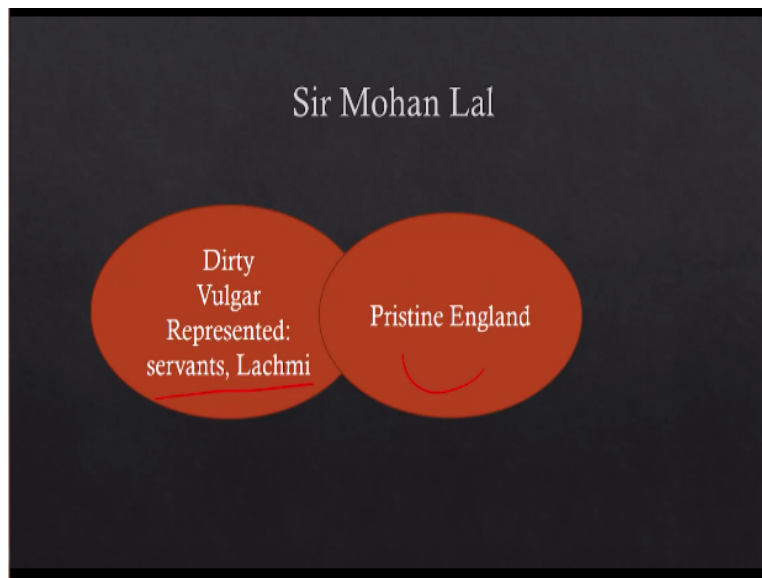 Sir Mohan Lal
Dirty
Vulgar
Represented:
servants, Lachmi
Pristine England